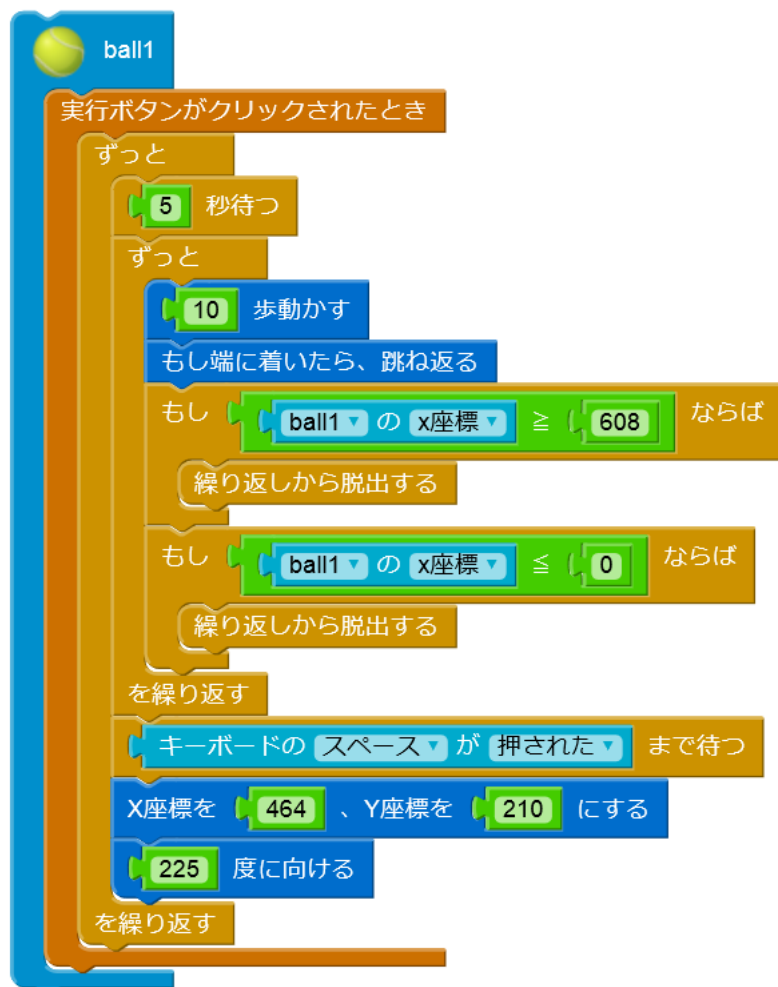 ball1
実行ボタンがクリックされたとき
ずっと
5 秒待つ
ずっと
10 歩動かす
もし端に着いたら、跳ね返る
もし ball1 の x座標 ≧ 608 ならば
繰り返しから脱出する
もし ball1 の x座標 ≦ 0 ならば
繰り返しから脱出する
を繰り返す
キーボードの スペース が 押された まで待つ
X座標を 464 、Y座標を 210 にする
225 度に向ける
を繰り返す